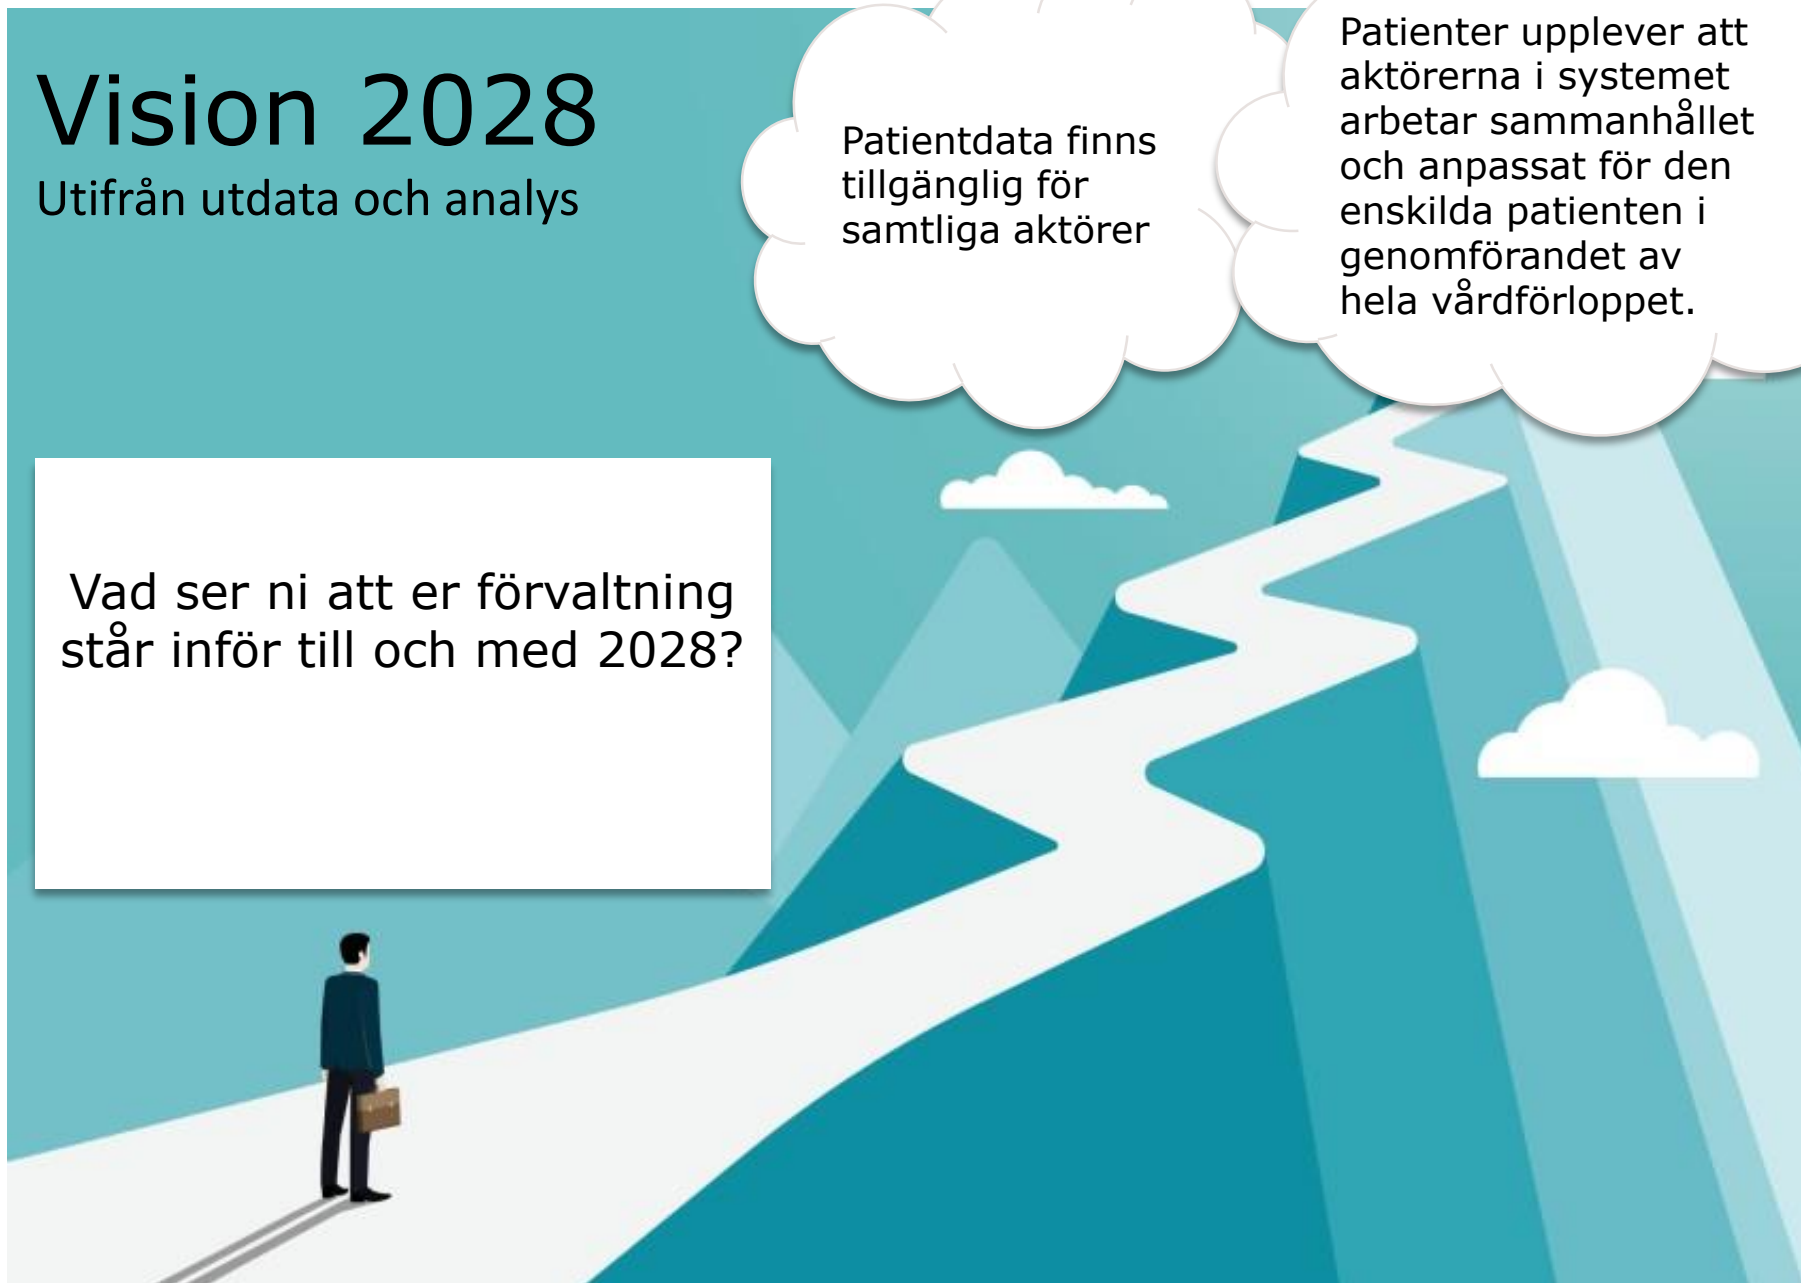 Vision 2028
Utifrån utdata och analys
Patientdata finns
tillgänglig för
samtliga aktörer
Patienter upplever att
aktörerna i systemet
arbetar sammanhållet
och anpassat för den
enskilda patienten i
genomförandet av
hela vårdförloppet.
Vad ser ni att er förvaltning
står inför till och med 2028?